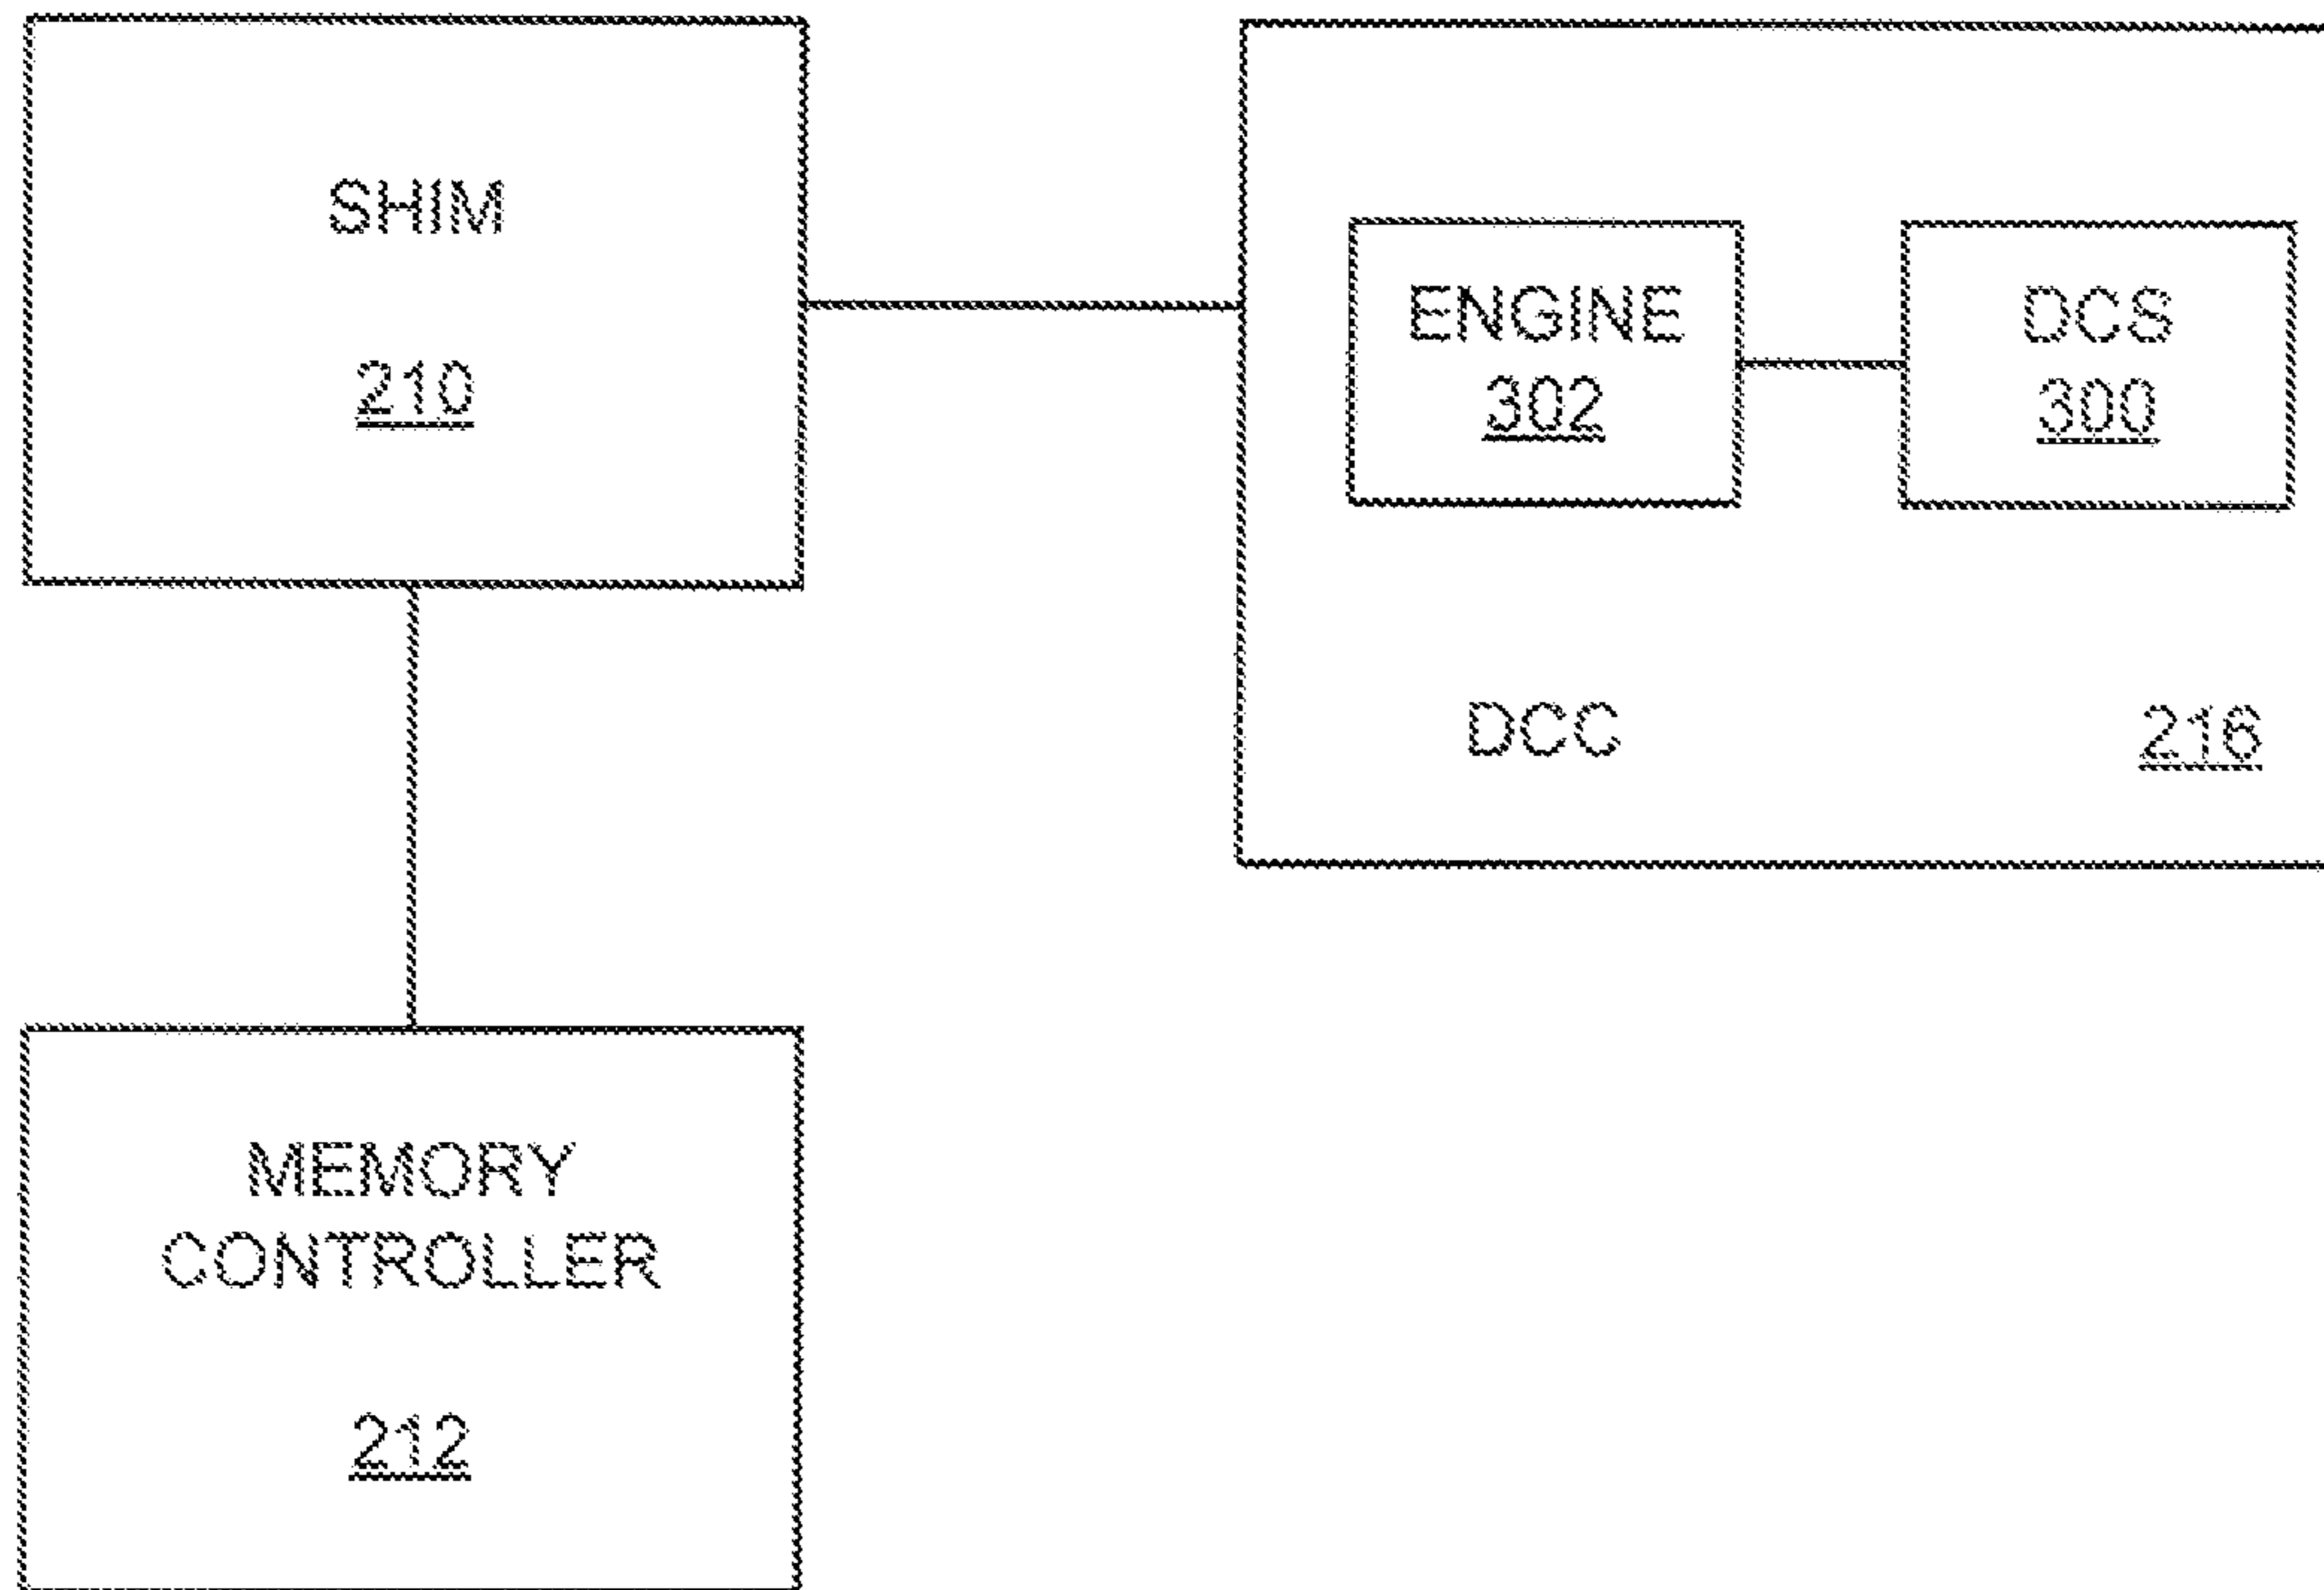 SHIM
210
ENGINE
302
DCS
300
DCC
216
MEMORY
CONTROLLER
212